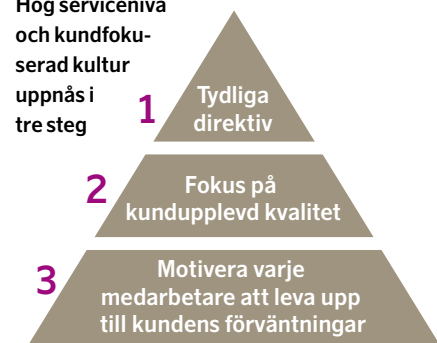 Hög servicenivå
och kundfoku-
serad kultur
uppnås i
tre steg
1
Tydliga
direktiv
2
Fokus på
kundupplevd kvalitet
3
Motivera varje
medarbetare att leva upp
till kundens förväntningar